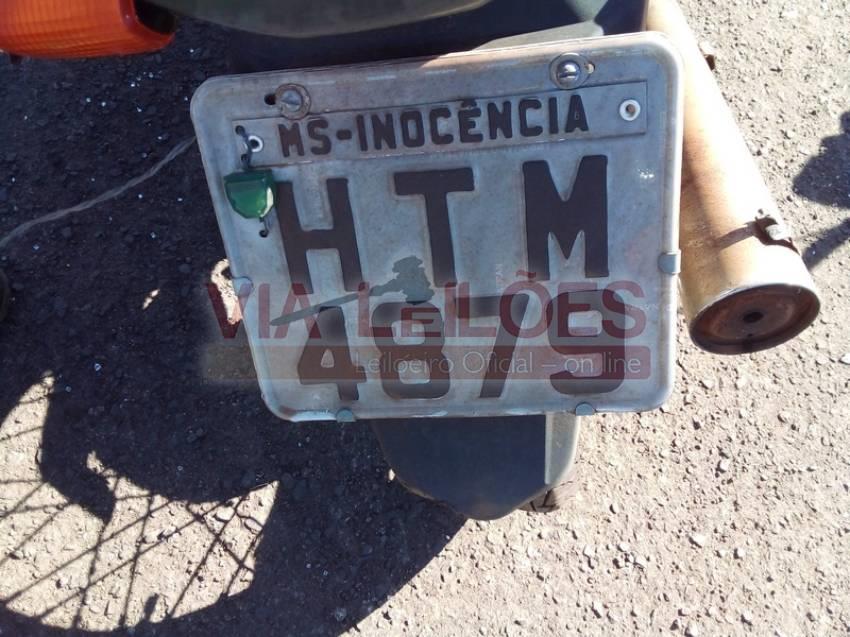 MS-INOCÊNCIA
HTM
4879
VIA LEILÕES
Leiloeiro Oficial – online